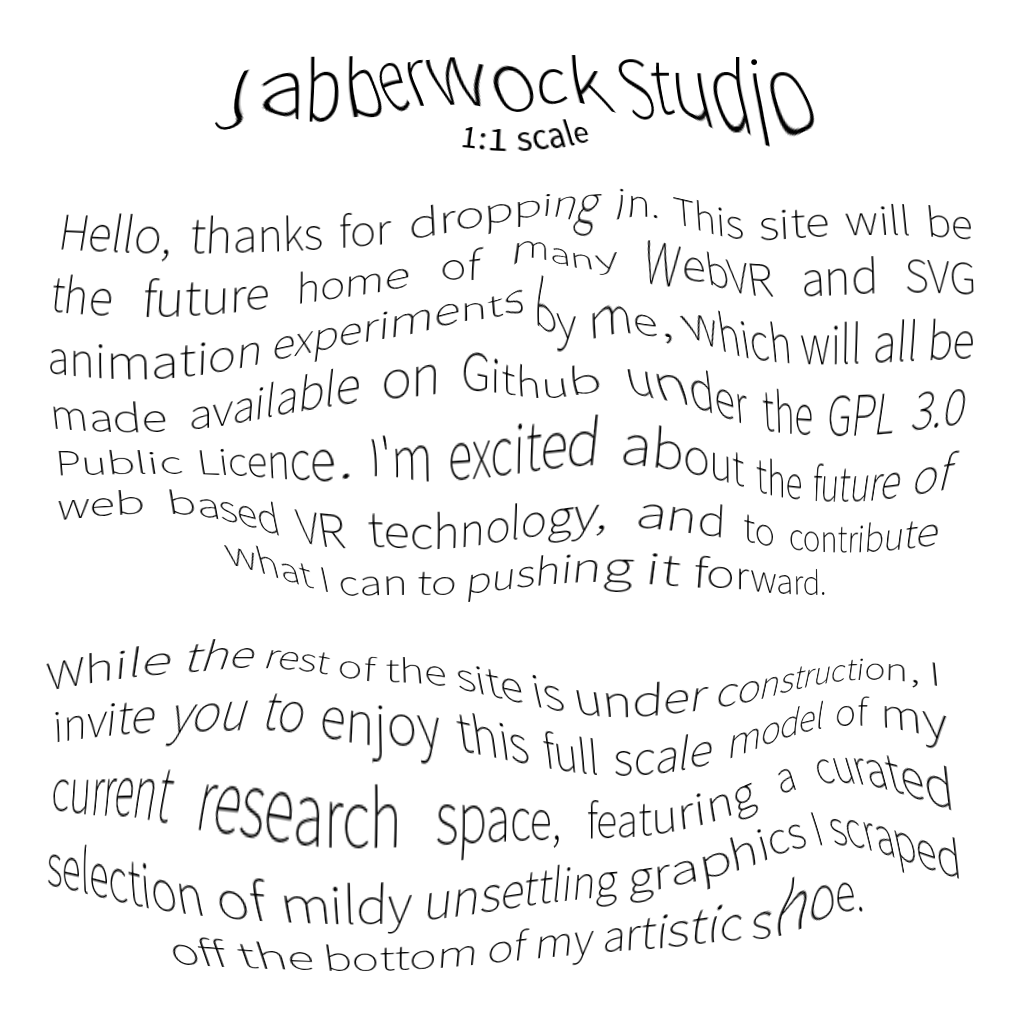 Jabberwock Studio
1:1 scale
Hello, thanks for dropping in. This site will be
the future home of many WebVR and SVG
animation experiments by me, which will all be
made available on Github under the GPL 3.0
Public Licence. I'm excited about the future of
web based VR technology, and to contribute
what I can to pushing it forward.
While the rest of the site is under construction, I
invite you to enjoy this full scale model of my
current research space, featuring a curated
selection of mildy unsettling graphics I scraped
off the bottom of my artistic shoe.